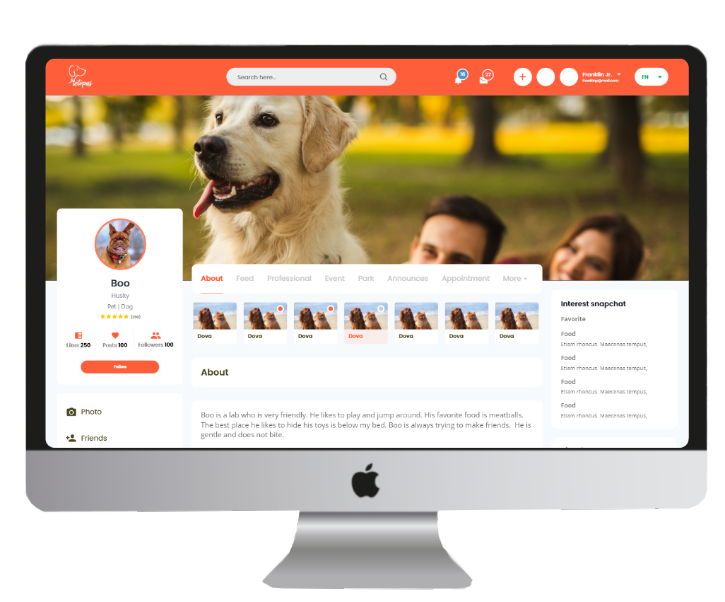 Search here..
Franklin Jr.
EN
Boo
Husky
Pet | Dog
Likes 250
Posts 100
Followers 100
Follow
Photo
Friends
About
Feed
Professional
Event
Park
Announces
Appointment
More
Dova
Dova
Dova
Dova
Dova
Dova
Dova
About
Boo is a lab who is very friendly. He likes to play and jump around. His favorite food is meatballs.
The best place he likes to hide his toys is below my bed. Boo is always trying to make friends. He is
gentle and does not bite.
Interest snapchat
Favorite
Food
Etiam rhoncus. Maecenas tempus,
Food
Etiam rhoncus. Maecenas tempus,
Food
Etiam rhoncus. Maecenas tempus,
Food
Etiam rhoncus. Maecenas tempus,